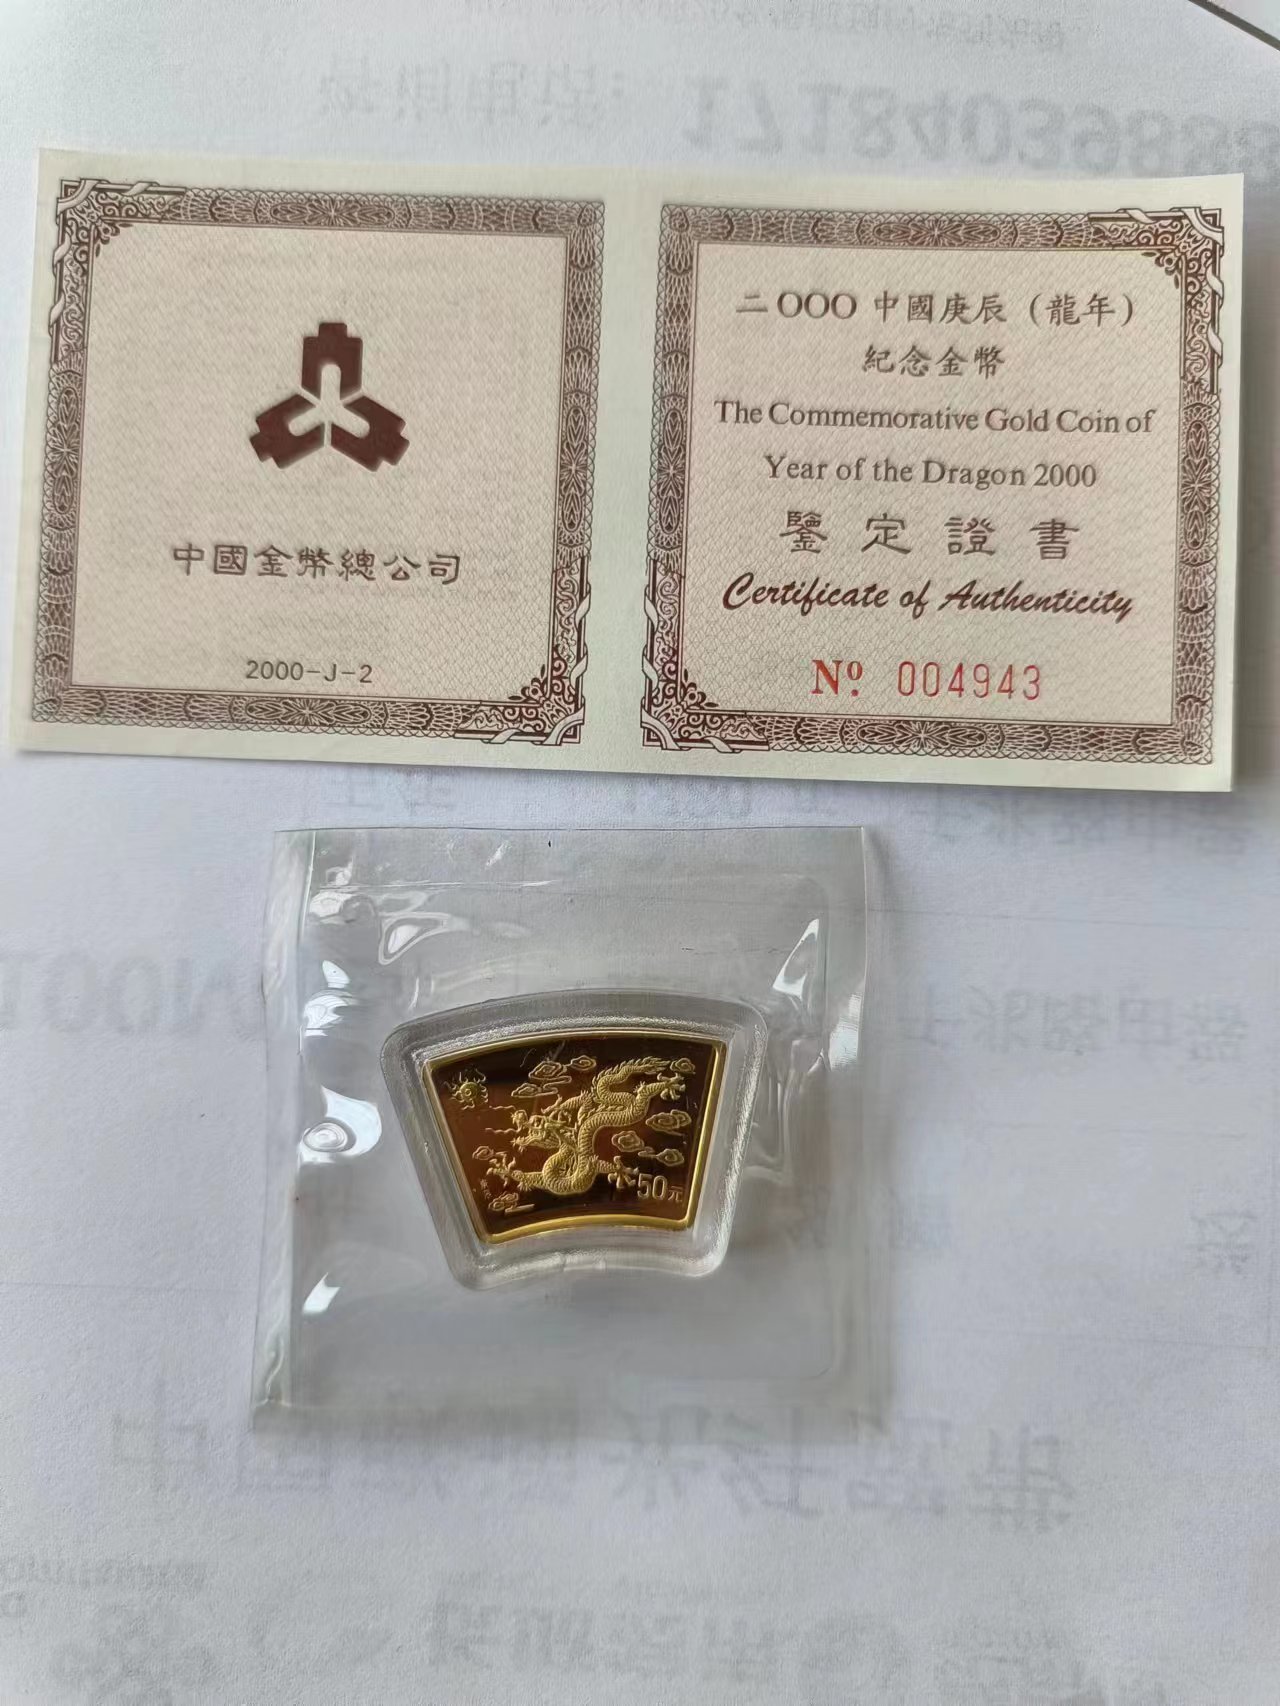 中國金幣總公司
2000-J-2
二OOO中國庚辰（龍年）
紀念金幣
The Commemorative Gold Coin of
Year of the Dragon 2000
鑒定證書
Certificate of Authenticity
Nº 004943
50元